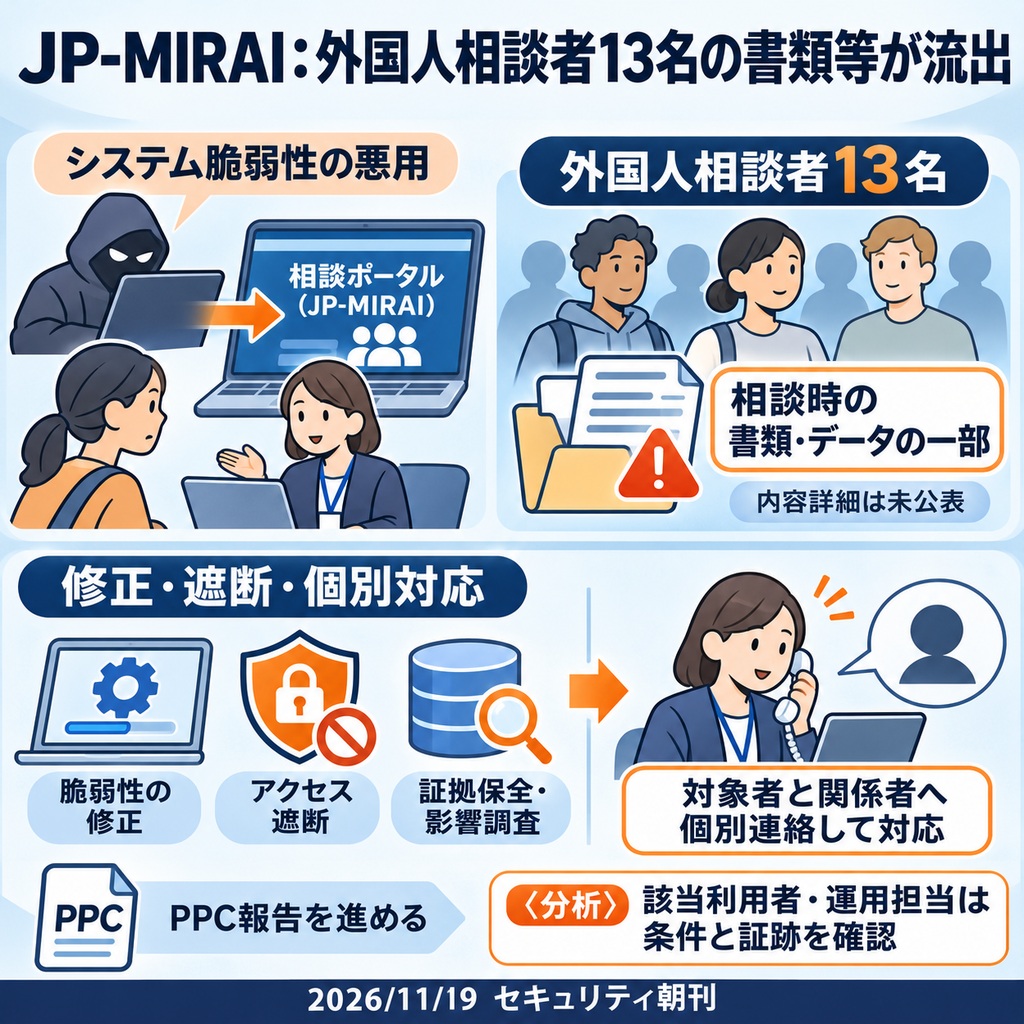 JP-MIRAI：外国人相談者13名の書類等が流出
システム脆弱性の悪用
相談ポータル
（JP-MIRAI）
外国人相談者13名
相談時の
書類・データの一部
内容詳細は未公表
修正・遮断・個別対応
脆弱性の
修正
アクセス
遮断
証拠保全・
影響調査
対象者と関係者へ
個別連絡して対応
PPC
PPC報告を進める
〈分析〉
該当利用者・運用担当は
条件と証跡を確認
2026/11/19 セキュリティ朝刊